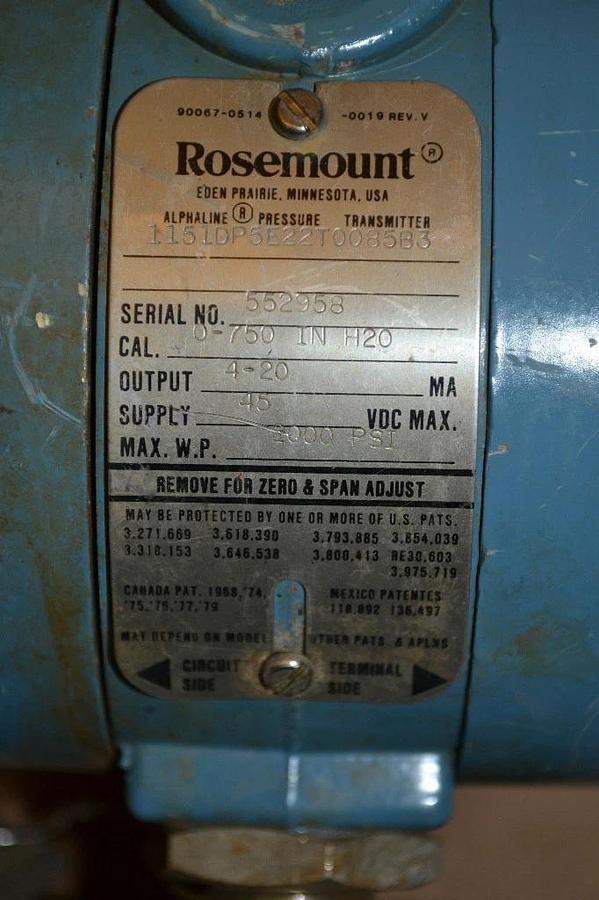 90067-0514 -0019 REV. V
Rosemount ®
EDEN PRAIRIE, MINNESOTA, USA
ALPHALINE ® PRESSURE TRANSMITTER
1151DP5E22T0085B3
SERIAL NO. 552958
CAL. 0-750 IN H2O
OUTPUT 4-20 MA
SUPPLY 45 VDC MAX.
MAX. W.P. 2000 PSI
REMOVE FOR ZERO & SPAN ADJUST
MAY BE PROTECTED BY ONE OR MORE OF U.S. PATS.
3,271,669 3,618,390 3,793,885 3,854,039
3,318,153 3,646,538 3,800,413 RE30,603
3,975,719
CANADA PAT. 1968, '74, MEXICO PATENTES
'75, '76, '77, '79 118,892 136,497
MAY DEPEND ON MODEL OTHER PATS & APLNS
CIRCUIT TERMINAL
SIDE SIDE